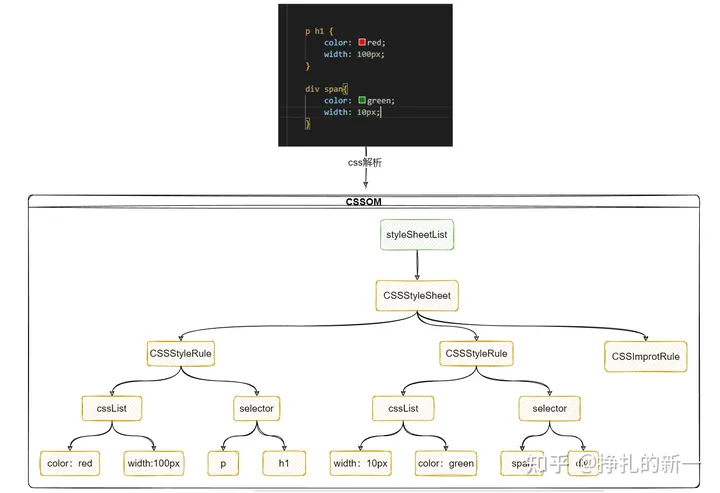 p h1 {
color: red;
width: 100px;
}
div span{
color: green;
width: 10px;
}
css解析
CSSOM
styleSheetList
CSSStyleSheet
CSSStyleRule
CSSStyleRule
CSSImprotRule
cssList
selector
cssList
selector
color：red
width:100px
p
h1
width：10px
color：green
span
div
知乎 @挣扎的新一